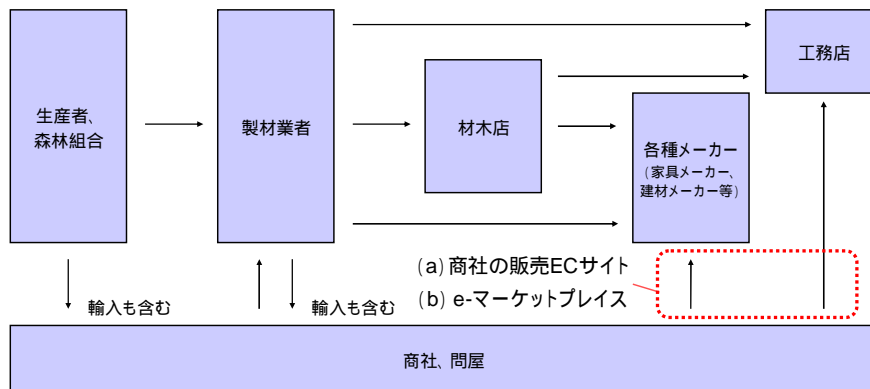 生産者、
森林組合
製材業者
材木店
工務店
各種メーカー
(家具メーカー、
建材メーカー等)
(a)商社の販売ECサイト
(b) e-マーケットプレイス
輸入も含む
輸入も含む
商社、問屋